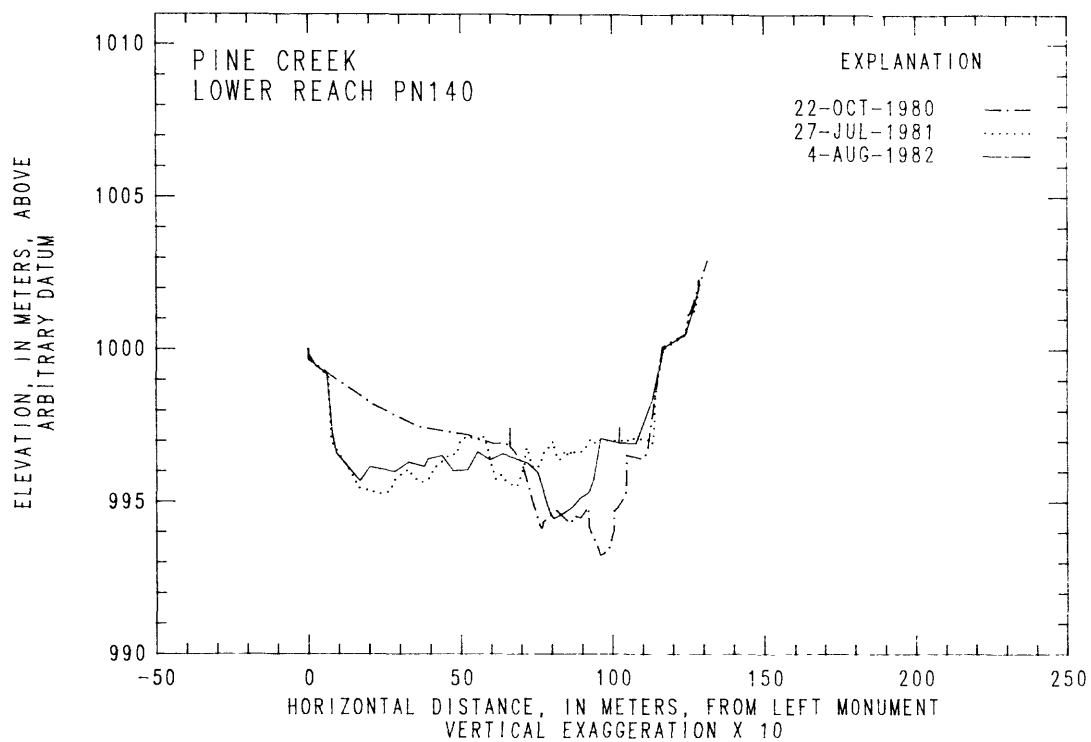 PINE CREEK
LOWER REACH PN140
EXPLANATION
22-OCT-1980
27-JUL-1981
4-AUG-1982
ELEVATION, IN METERS, ABOVE
ARBITRARY DATUM
1010
1005
1000
995
990
-50 0 50 100 150 200 250
HORIZONTAL DISTANCE, IN METERS, FROM LEFT MONUMENT
VERTICAL EXAGGERATION X 10